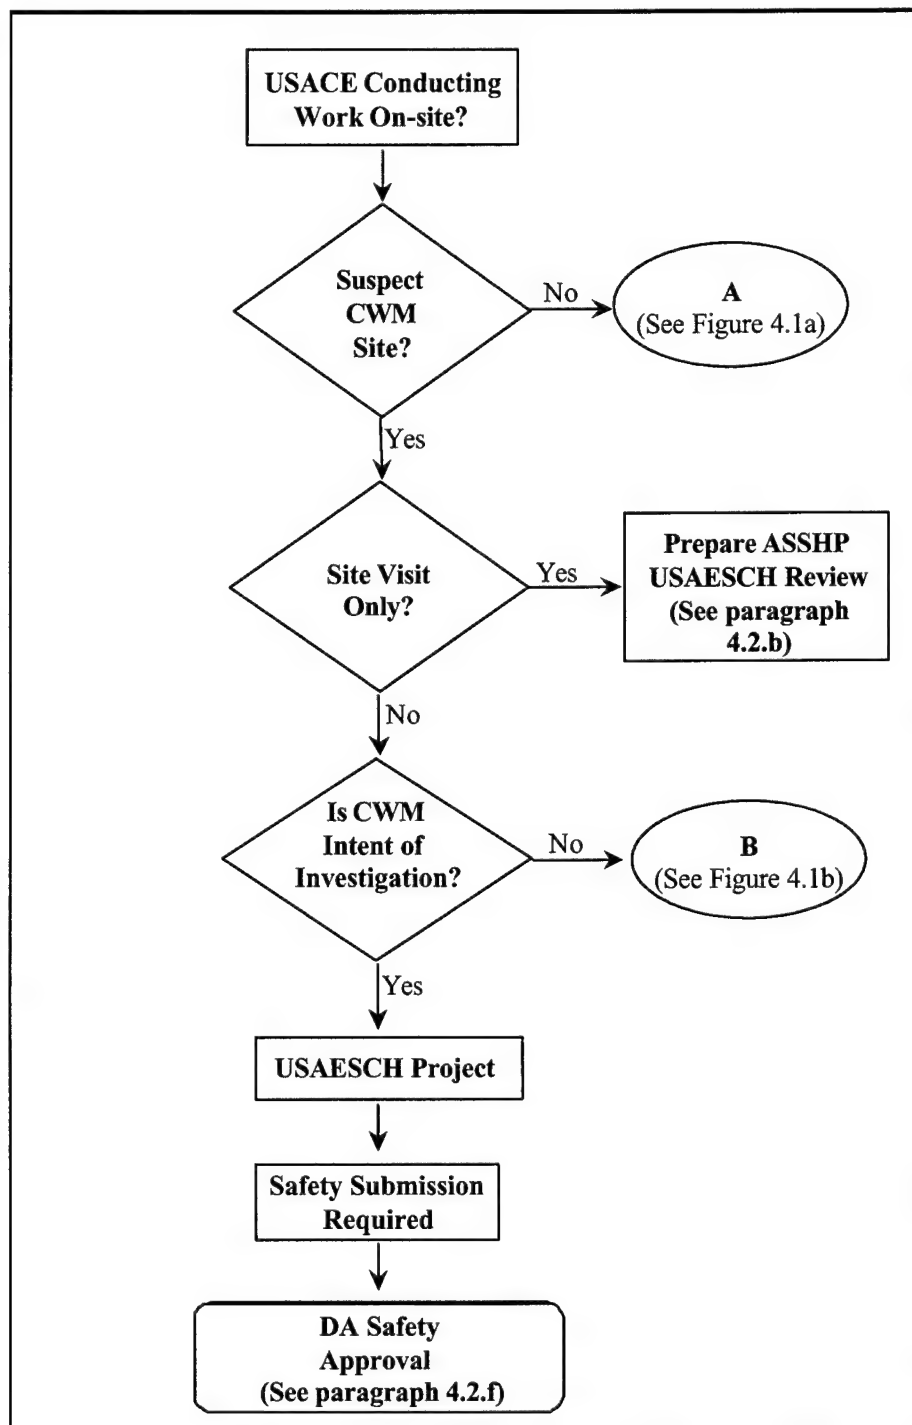 USACE Conducting
Work On-site?
Suspect
CWM
Site?
No
A
(See Figure 4.1a)
Yes
Site Visit
Only?
Yes
Prepare ASSHP
USAESCH Review
(See paragraph
4.2.b)
No
Is CWM
Intent of
Investigation?
No
B
(See Figure 4.1b)
Yes
USAESCH Project
Safety Submission
Required
DA Safety
Approval
(See paragraph 4.2.f)